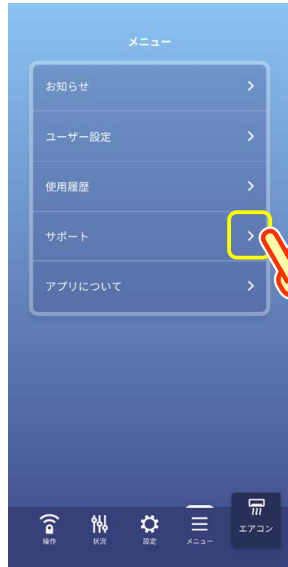 メニュー
お知らせ
ユーザー設定
使用履歴
サポート
アプリについて
操作
状況
設定
メニュー
エアコン